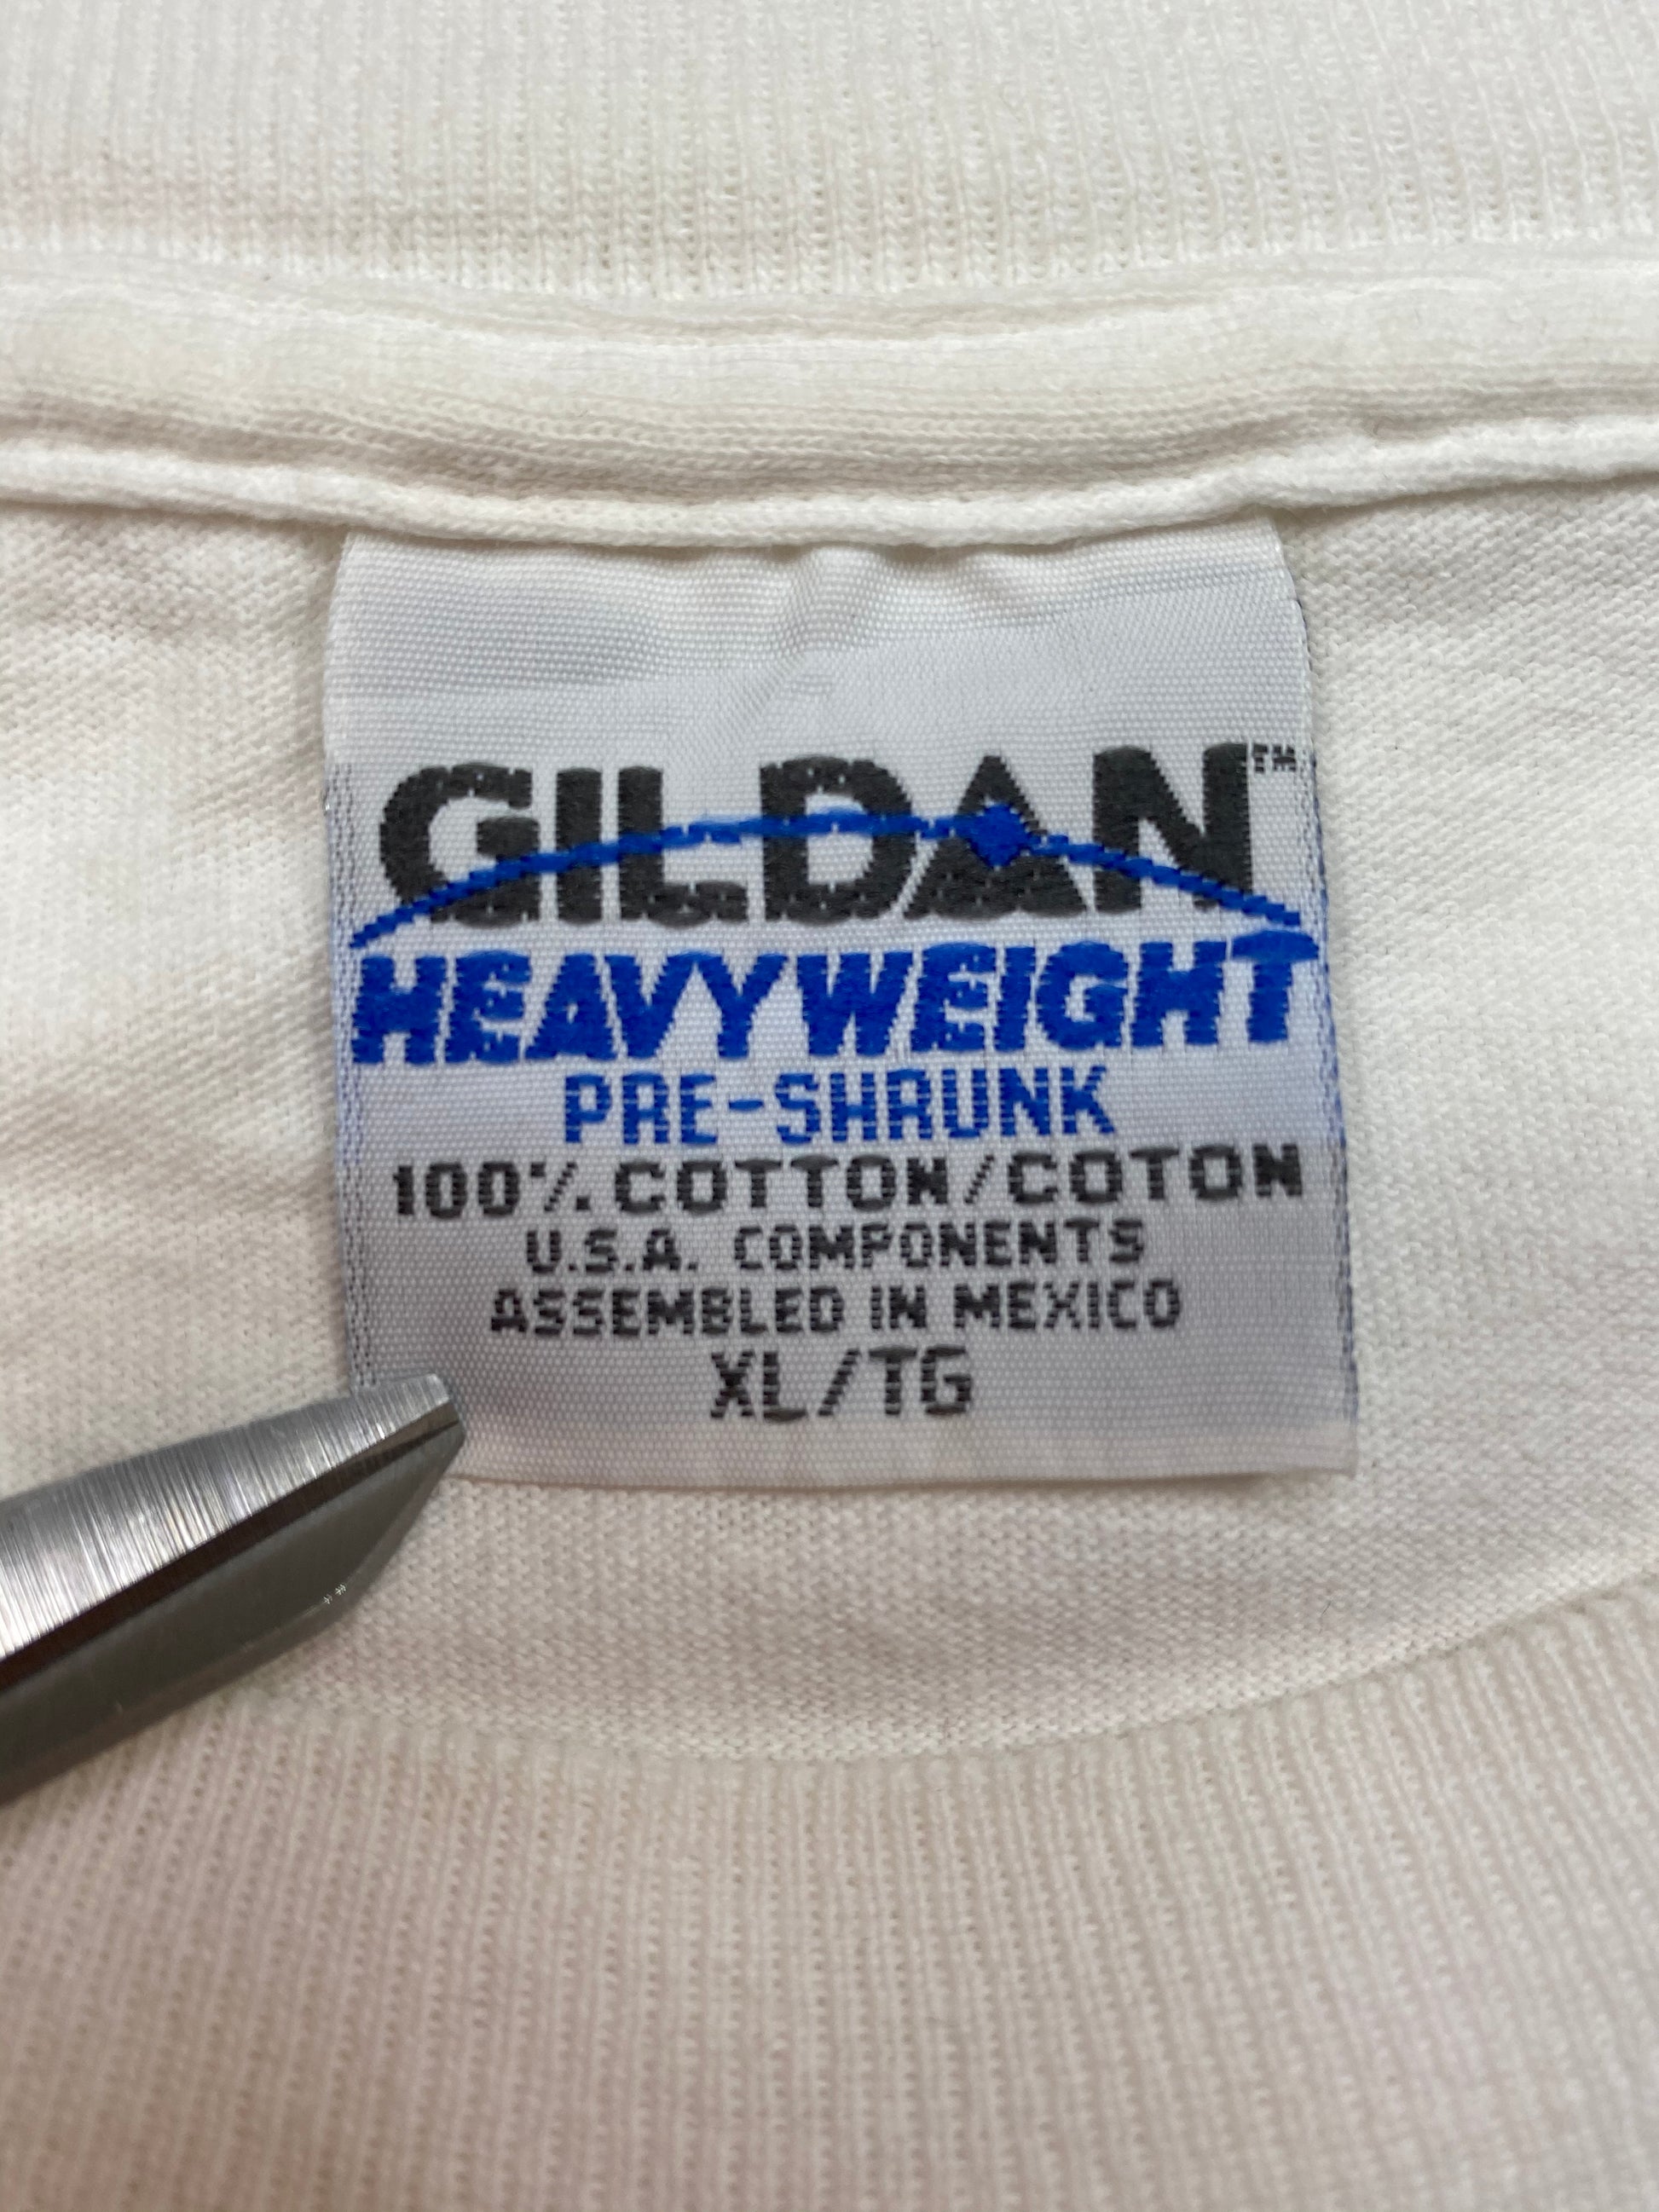 GILDAN™
HEAVYWEIGHT
PRE-SHRUNK
100% COTTON/COTON
U.S.A. COMPONENTS
ASSEMBLED IN MEXICO
XL/TG